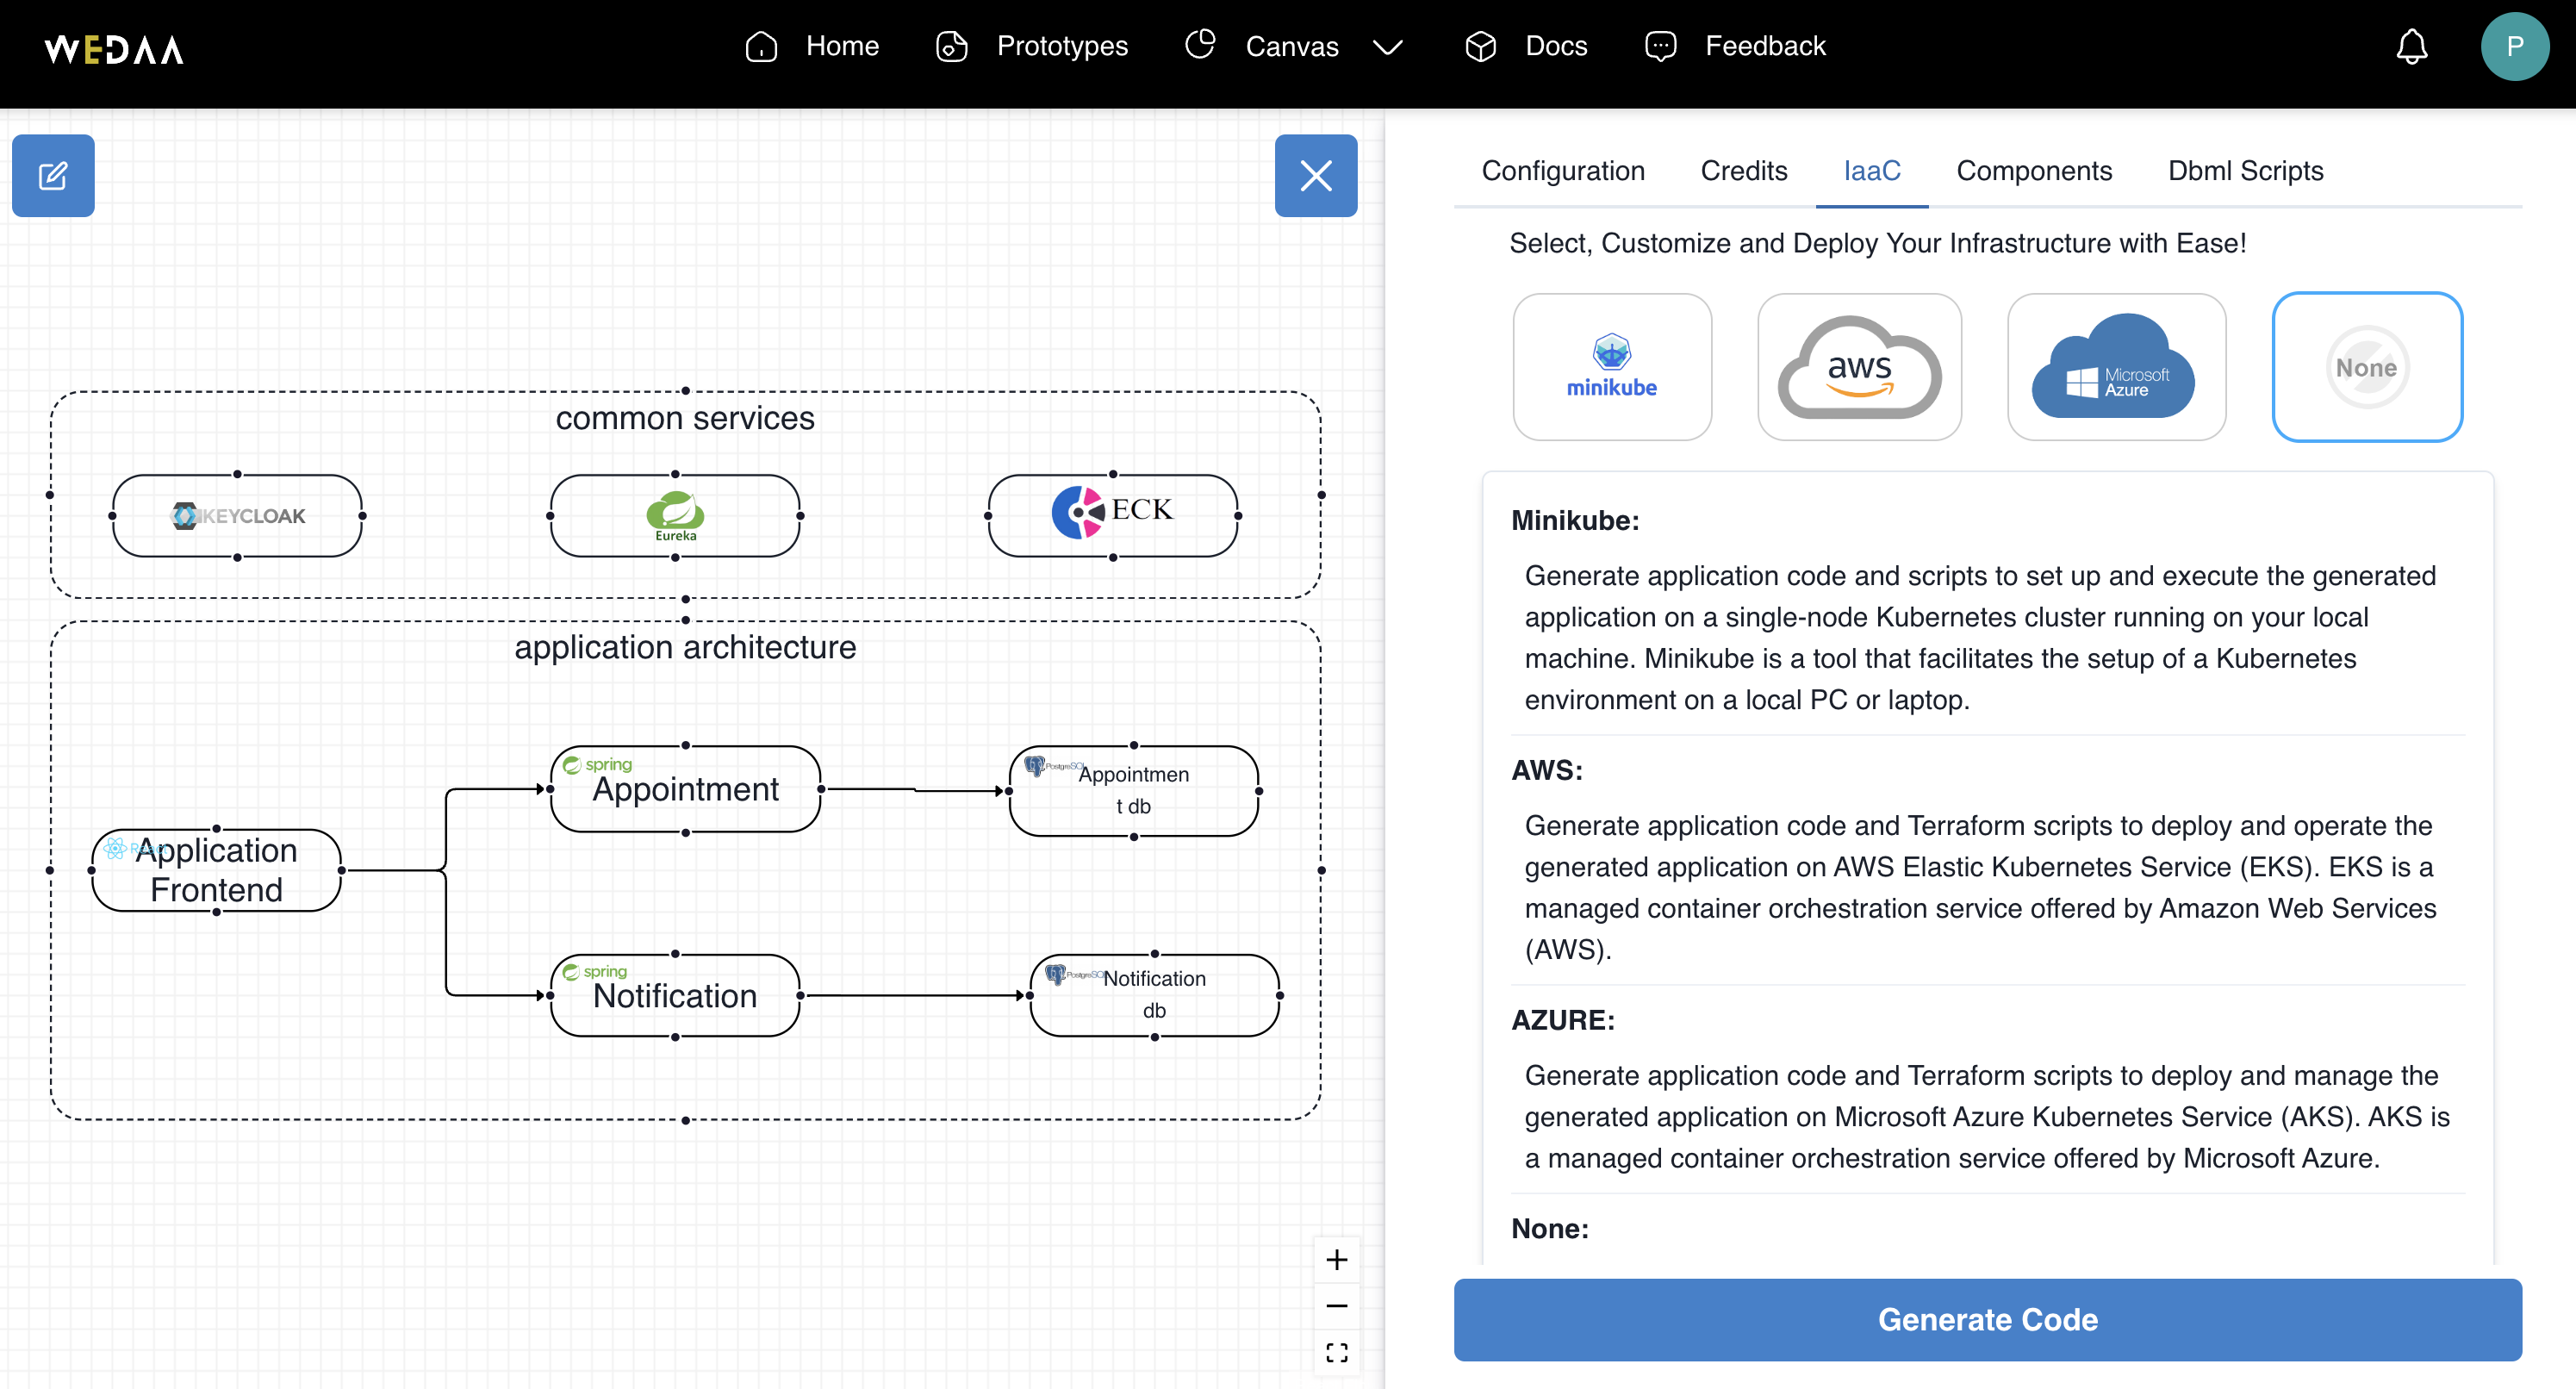 WEDAA
Home
Prototypes
Canvas
Docs
Feedback
P
common services
KEYCLOAK
Eureka
ECK
application architecture
spring
Appointment
PostgreSQL
Appointmen
t db
React
Application
Frontend
spring
Notification
PostgreSQL
Notification
db
Configuration
Credits
IaaC
Components
Dbml Scripts
Select, Customize and Deploy Your Infrastructure with Ease!
minikube
aws
Microsoft
Azure
None
Minikube:
Generate application code and scripts to set up and execute the generated
application on a single-node Kubernetes cluster running on your local
machine. Minikube is a tool that facilitates the setup of a Kubernetes
environment on a local PC or laptop.
AWS:
Generate application code and Terraform scripts to deploy and operate the
generated application on AWS Elastic Kubernetes Service (EKS). EKS is a
managed container orchestration service offered by Amazon Web Services
(AWS).
AZURE:
Generate application code and Terraform scripts to deploy and manage the
generated application on Microsoft Azure Kubernetes Service (AKS). AKS is
a managed container orchestration service offered by Microsoft Azure.
None:
Generate Code